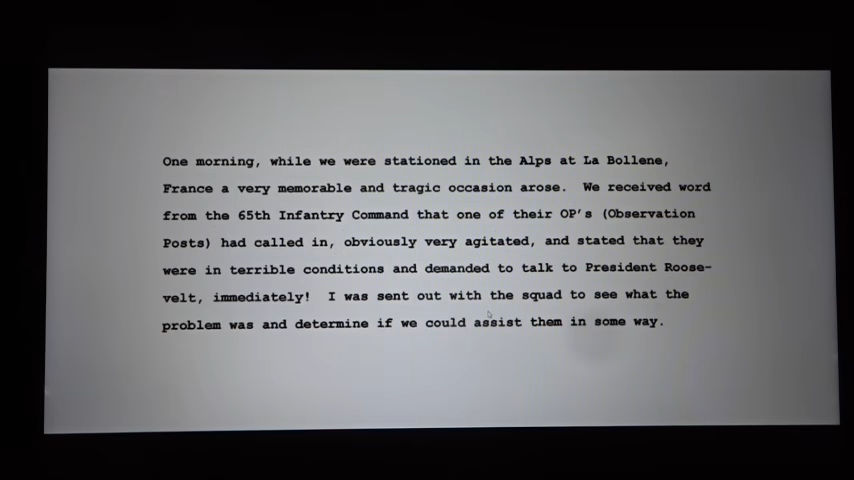 One morning, while we were stationed in the Alps at La Bollene,
France a very memorable and tragic occasion arose.  We received word
from the 65th Infantry Command that one of their OP's (Observation
Posts) had called in, obviously very agitated, and stated that they
were in terrible conditions and demanded to talk to President Roose-
velt, immediately!  I was sent out with the squad to see what the
problem was and determine if we could assist them in some way.